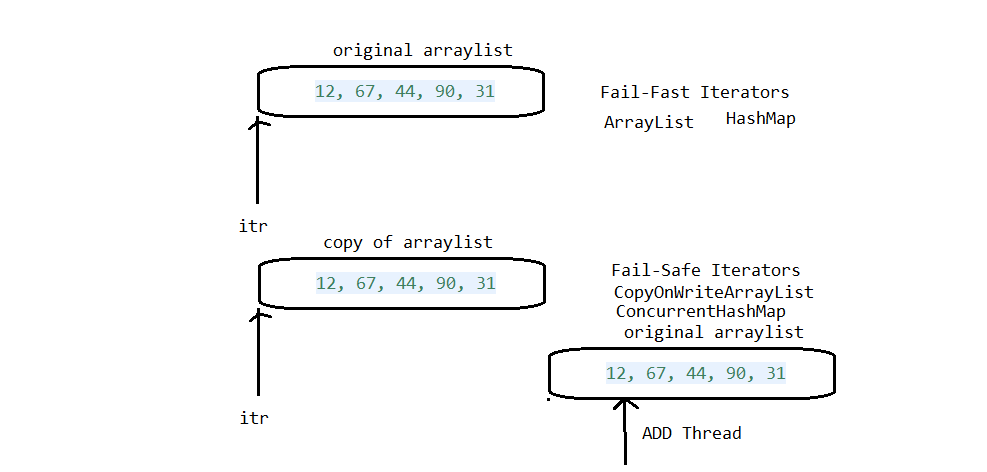 original arraylist
12, 67, 44, 90, 31
Fail-Fast Iterators
ArrayList HashMap
itr
copy of arraylist
12, 67, 44, 90, 31
Fail-Safe Iterators
CopyOnWriteArrayList
ConcurrentHashMap
original arraylist
12, 67, 44, 90, 31
itr
ADD Thread